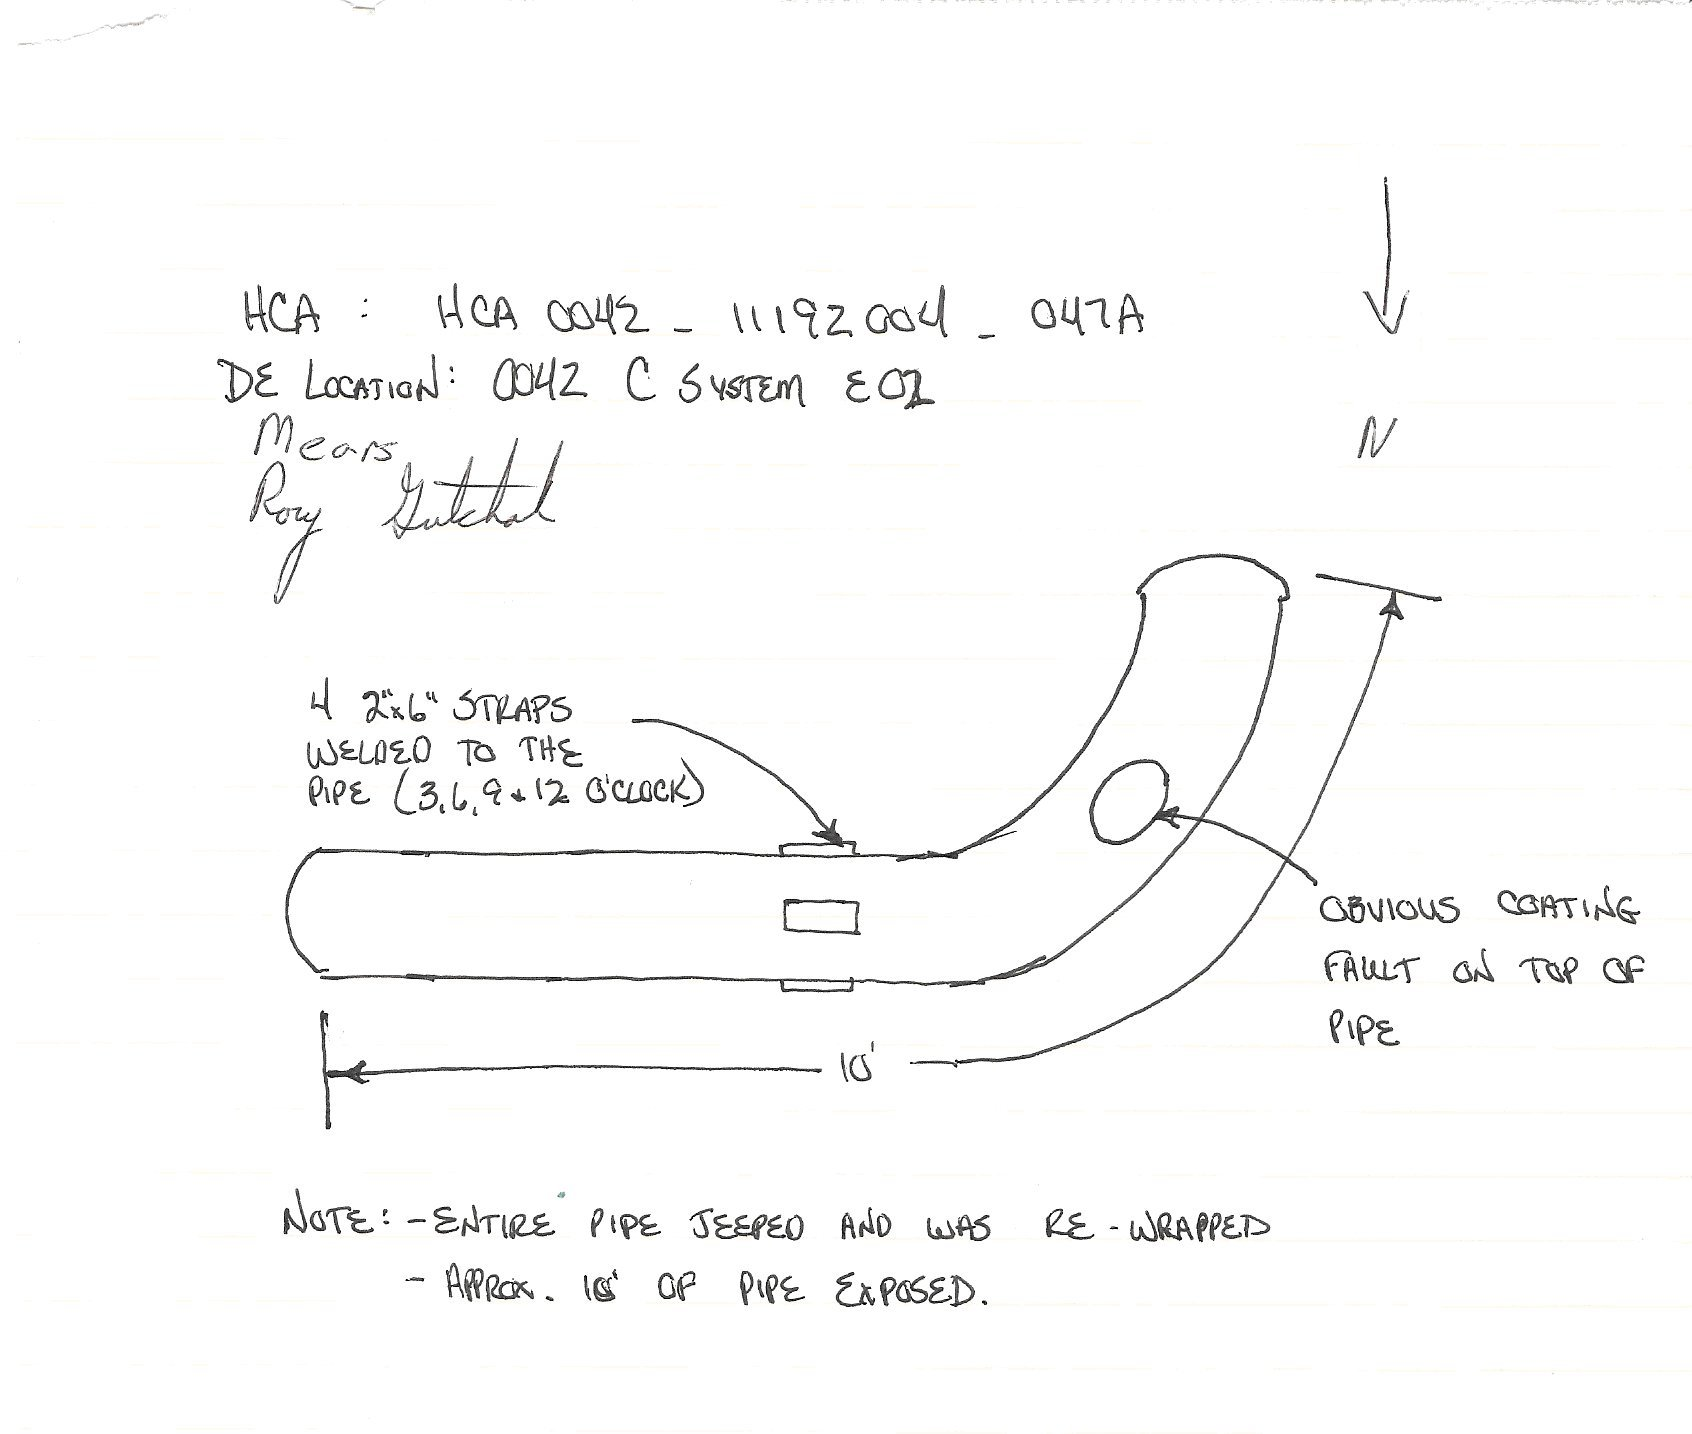 HCA : HCA 0042 - 11192004 - 047A
DE LOCATION: 0042 C SYSTEM E01
Mears
Rory
N
4 2"x6" STRAPS
WELDED TO THE
PIPE (3,6,9 & 12 O'CLOCK)
OBVIOUS COATING
FAULT ON TOP OF
PIPE
10'
NOTE: - ENTIRE PIPE JEEPED AND WAS RE-WRAPPED
- APPROX. 10' OF PIPE EXPOSED.